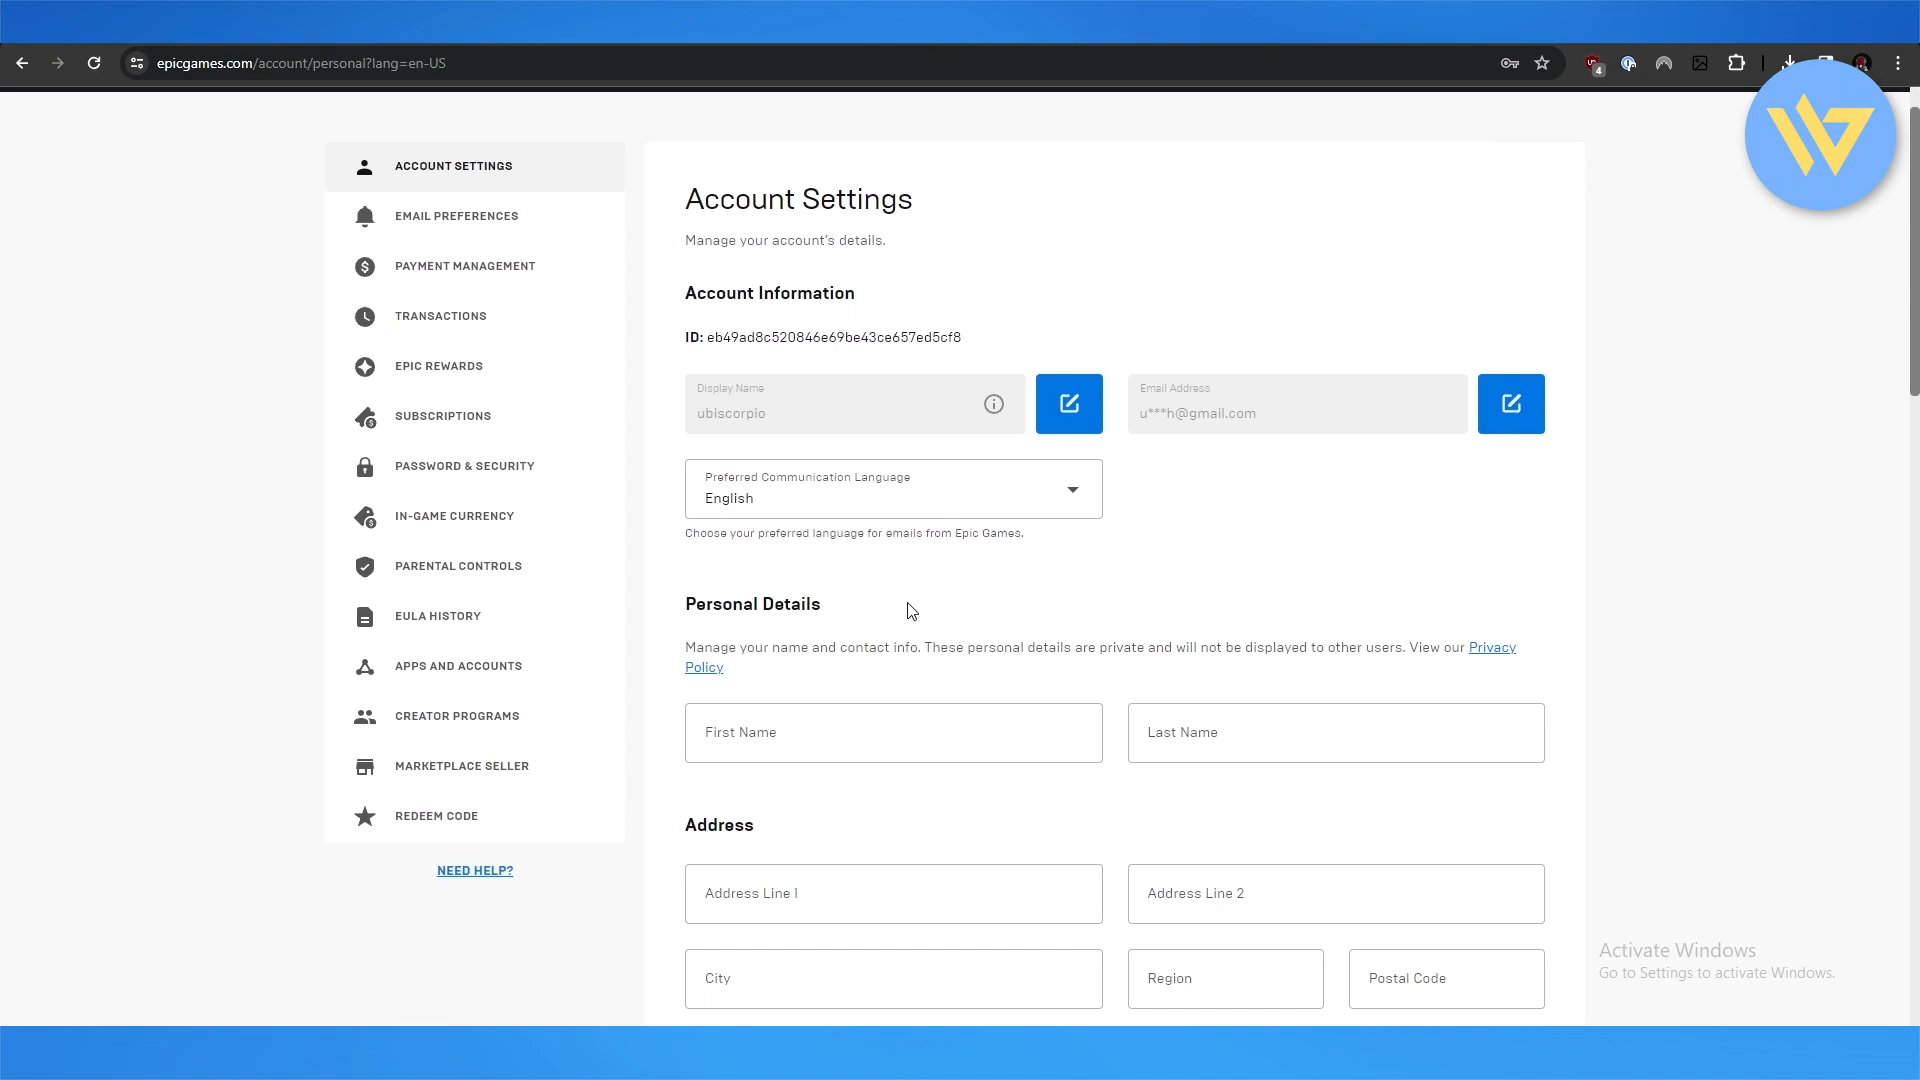 epicgames.com/account/personal?lang=en-US
4
ACCOUNT SETTINGS
EMAIL PREFERENCES
PAYMENT MANAGEMENT
TRANSACTIONS
EPIC REWARDS
SUBSCRIPTIONS
PASSWORD & SECURITY
IN-GAME CURRENCY
PARENTAL CONTROLS
EULA HISTORY
APPS AND ACCOUNTS
CREATOR PROGRAMS
MARKETPLACE SELLER
REDEEM CODE
NEED HELP?
Account Settings
Manage your account's details.
Account Information
ID: eb49ad8c520846e69be43ce657ed5cf8
Display Name
ubiscorpio
Email Address
u***h@gmail.com
Preferred Communication Language
English
Choose your preferred language for emails from Epic Games.
Personal Details
Manage your name and contact info. These personal details are private and will not be displayed to other users. View our Privacy
Policy
First Name
Last Name
Address
Address Line 1
Address Line 2
City
Region
Postal Code
Activate Windows
Go to Settings to activate Windows.